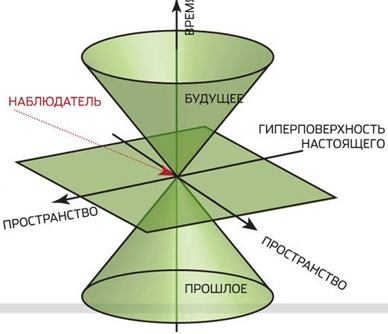 ВРЕМЯ
БУДУЩЕЕ
НАБЛЮДАТЕЛЬ
ГИПЕРПОВЕРХНОСТЬ
НАСТОЯЩЕГО
ПРОСТРАНСТВО
ПРОСТРАНСТВО
ПРОШЛОЕ